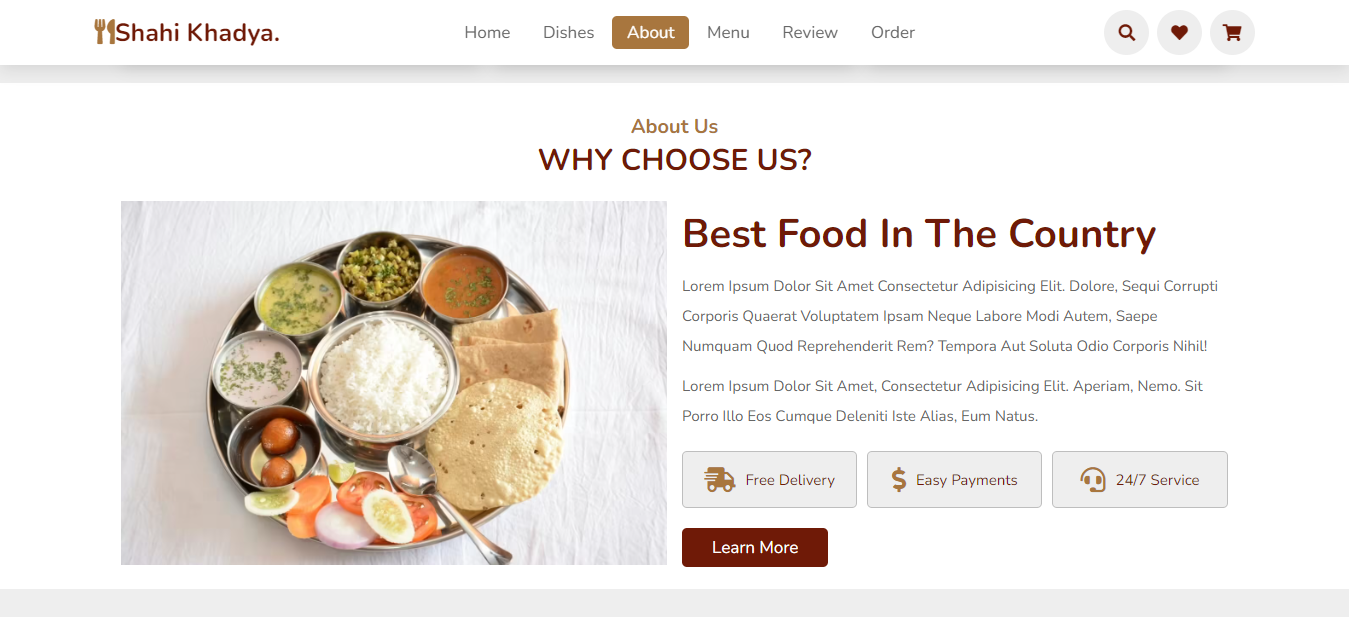 Shahi Khadya.
Home
Dishes
About
Menu
Review
Order
About Us
WHY CHOOSE US?
Best Food In The Country
Lorem Ipsum Dolor Sit Amet Consectetur Adipisicing Elit. Dolore, Sequi Corrupti
Corporis Quaerat Voluptatem Ipsam Neque Labore Modi Autem, Saepe
Numquam Quod Reprehenderit Rem? Tempora Aut Soluta Odio Corporis Nihil!
Lorem Ipsum Dolor Sit Amet, Consectetur Adipisicing Elit. Aperiam, Nemo. Sit
Porro Illo Eos Cumque Deleniti Iste Alias, Eum Natus.
Free Delivery
$ Easy Payments
24/7 Service
Learn More